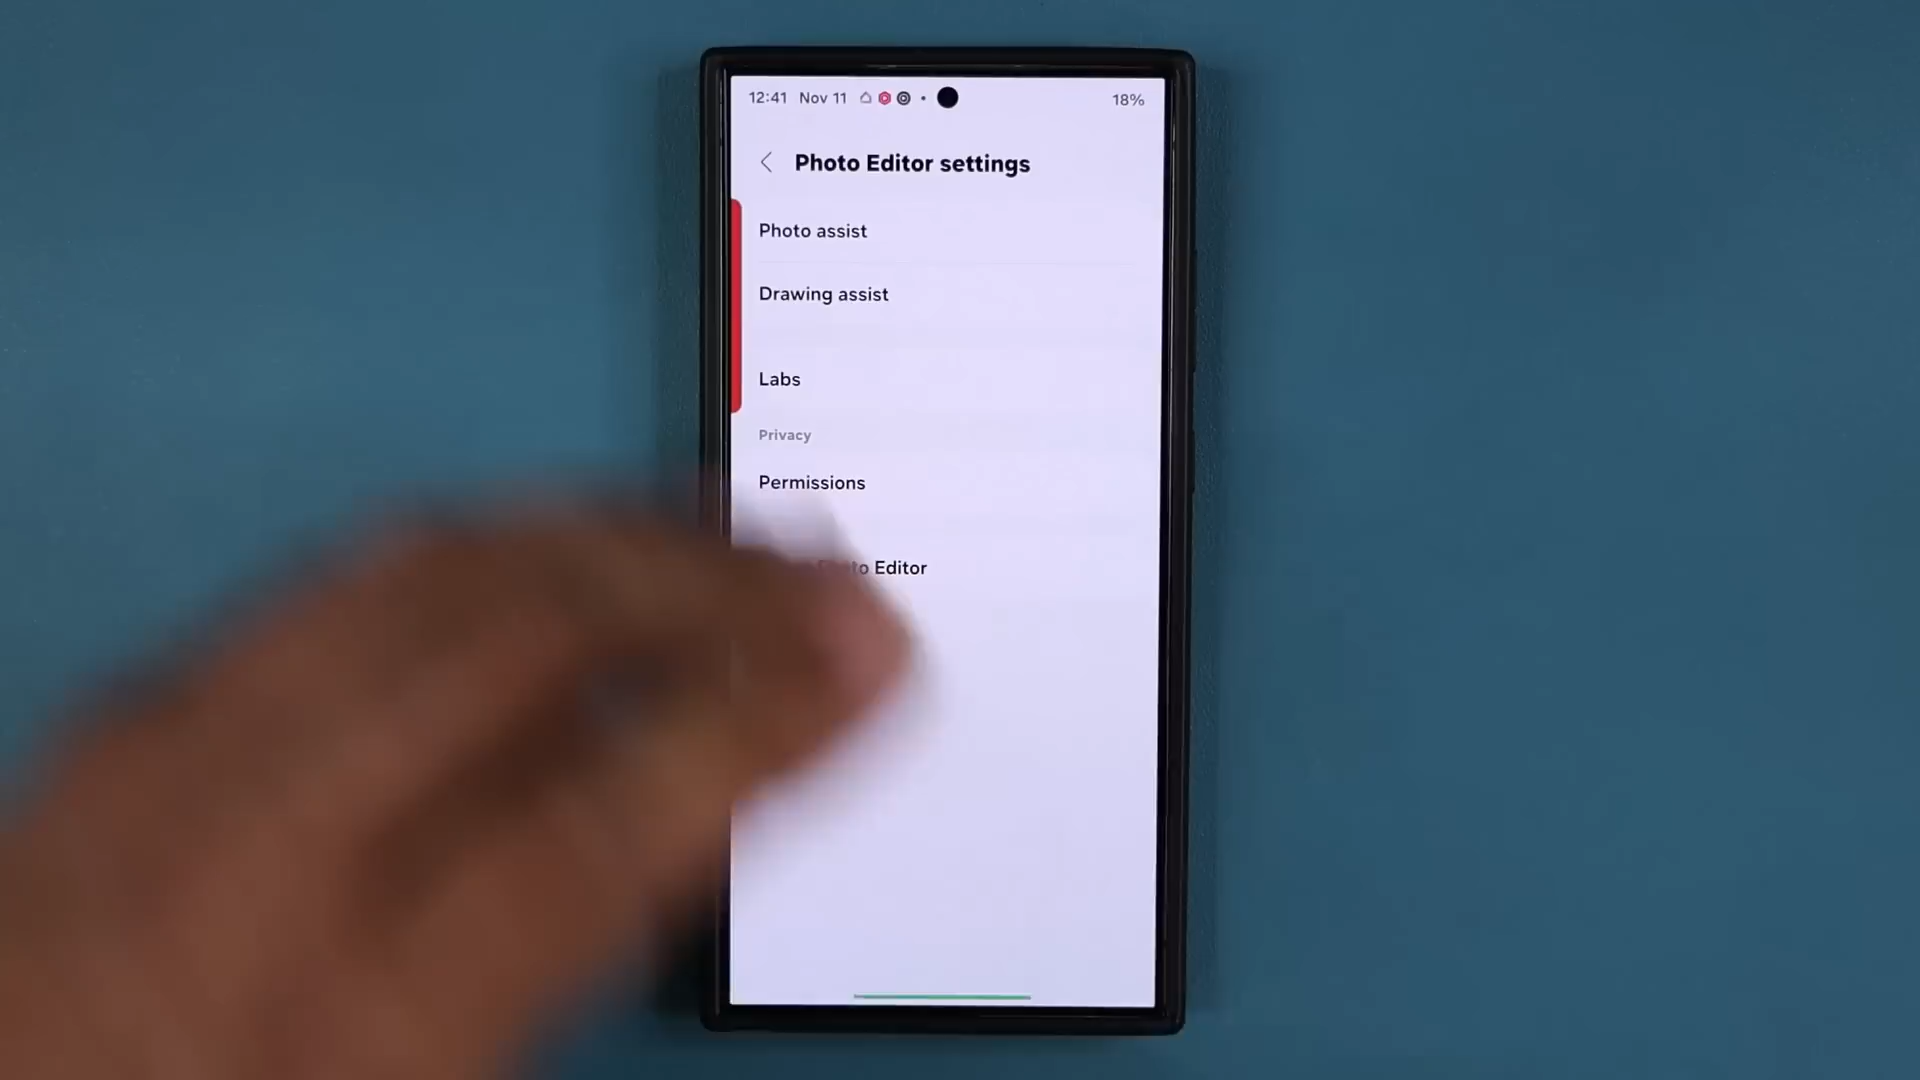 12:41 Nov 11
18%
Photo Editor settings
Photo assist
Drawing assist
Labs
Privacy
Permissions
Editor